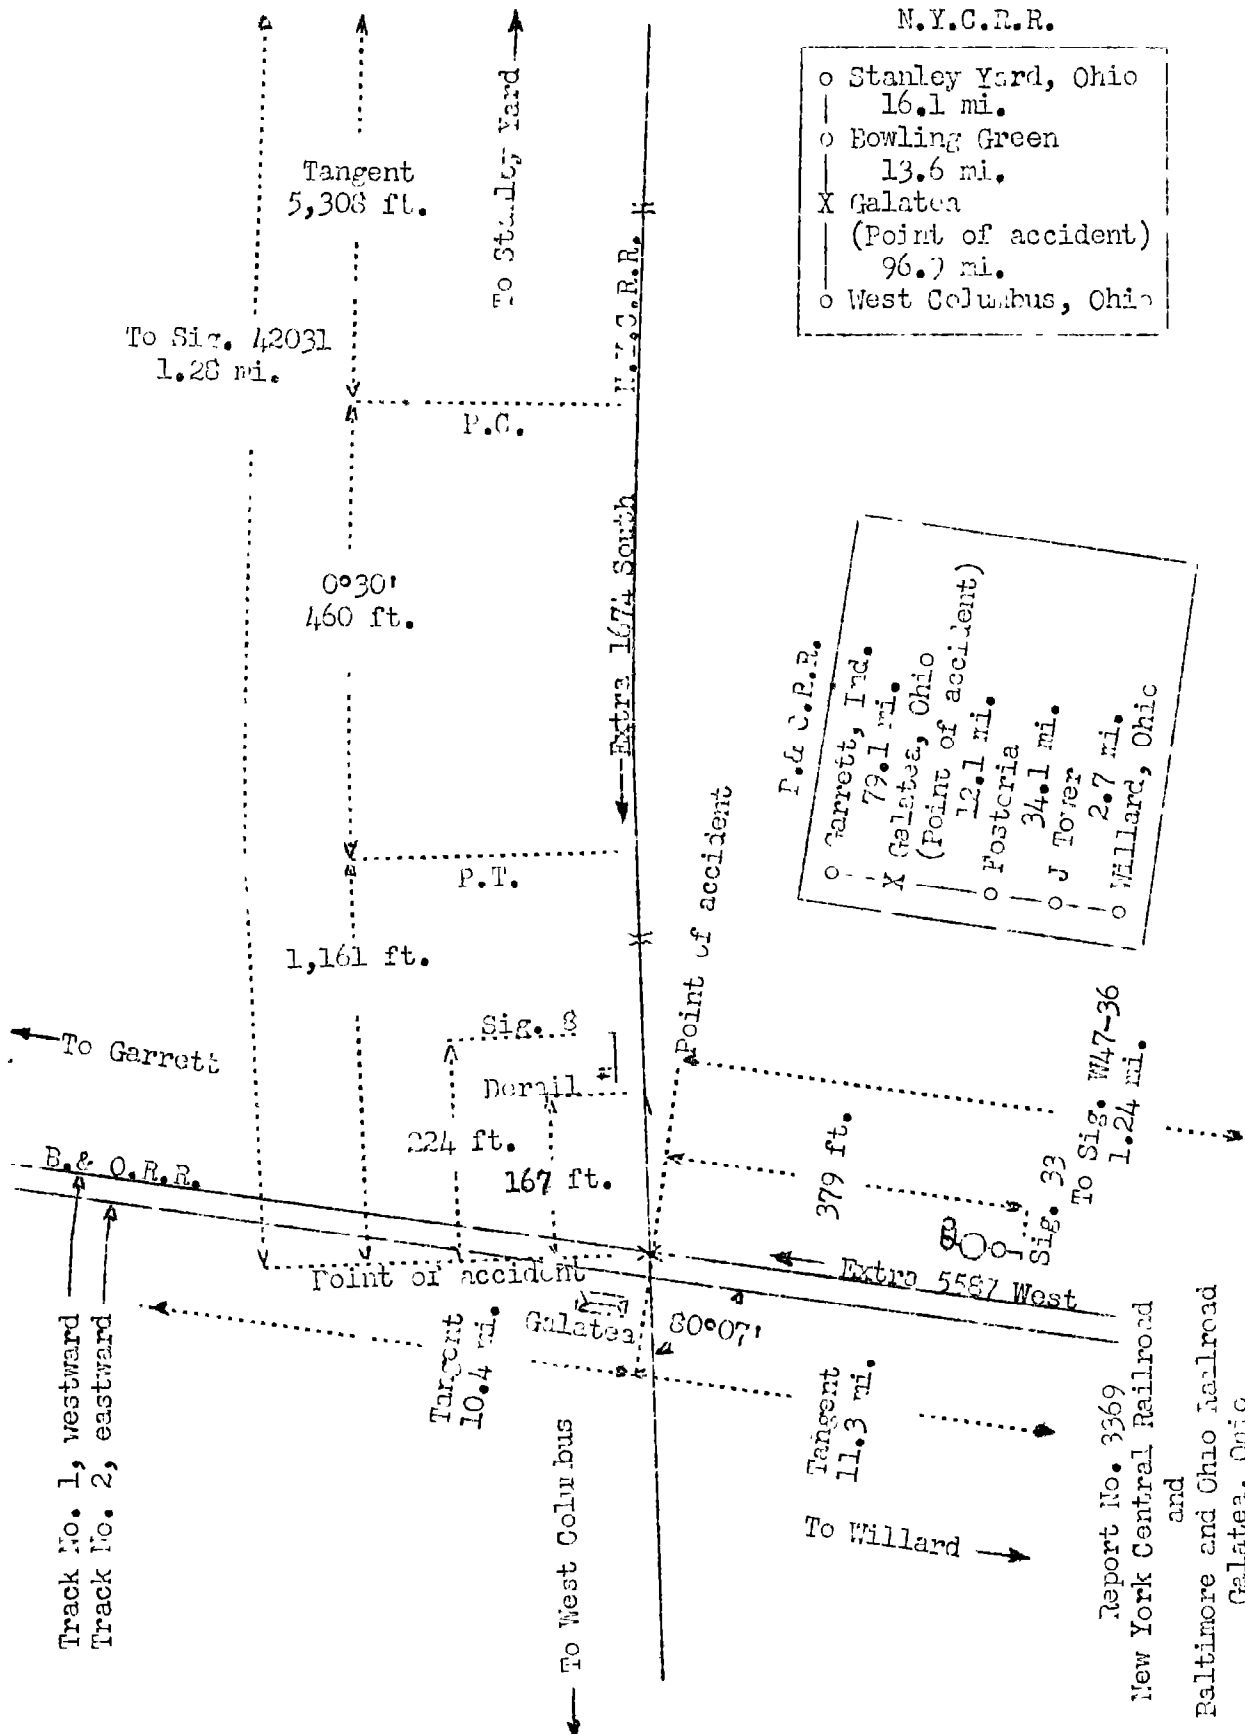 N.Y.C.R.R.
Stanley Yard, Ohio
16.1 mi.
Bowling Green
13.6 mi.
X Galatea
(Point of accident)
mi.
West Columbus, Ohio
To Stanley Yard
Tangent
5,308 ft.
To Sig. 42031
1.28 mi.
N.Y.C.R.R.
P.C.
0°30'
460 ft.
Extra 1674 South
P.T.
1,161 ft.
Sig. 8
Derail
224 ft.
167 ft.
To Garrett
B.& O.R.R.
Point of accident
Point of accident
Galatea
80°07'
Tangent
10.4 mi.
Track No. 1, westward
Track No. 2, eastward
To West Columbus
B.& O.R.R.
Garrett, Ind.
79.1 mi.
X Galatea, Ohio
(Point of accident)
12.1 mi.
Fostoria
34.1 mi.
J Tower
2.7 mi.
Willard, Ohio
379 ft.
Sig. 33
To Sig. W47-36
1.24 mi.
Extra 5587 West
Tangent
11.3 mi.
To Willard
Report No. 3369
New York Central Railroad
and
Baltimore and Ohio Railroad
Galatea, Ohio